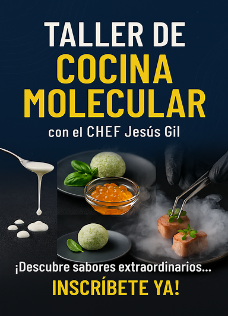 TALLER DE
COCINA
MOLECULAR
con el CHEF Jesús Gil
¡Descubre sabores extraordinarios...
INSCRÍBETE YA!